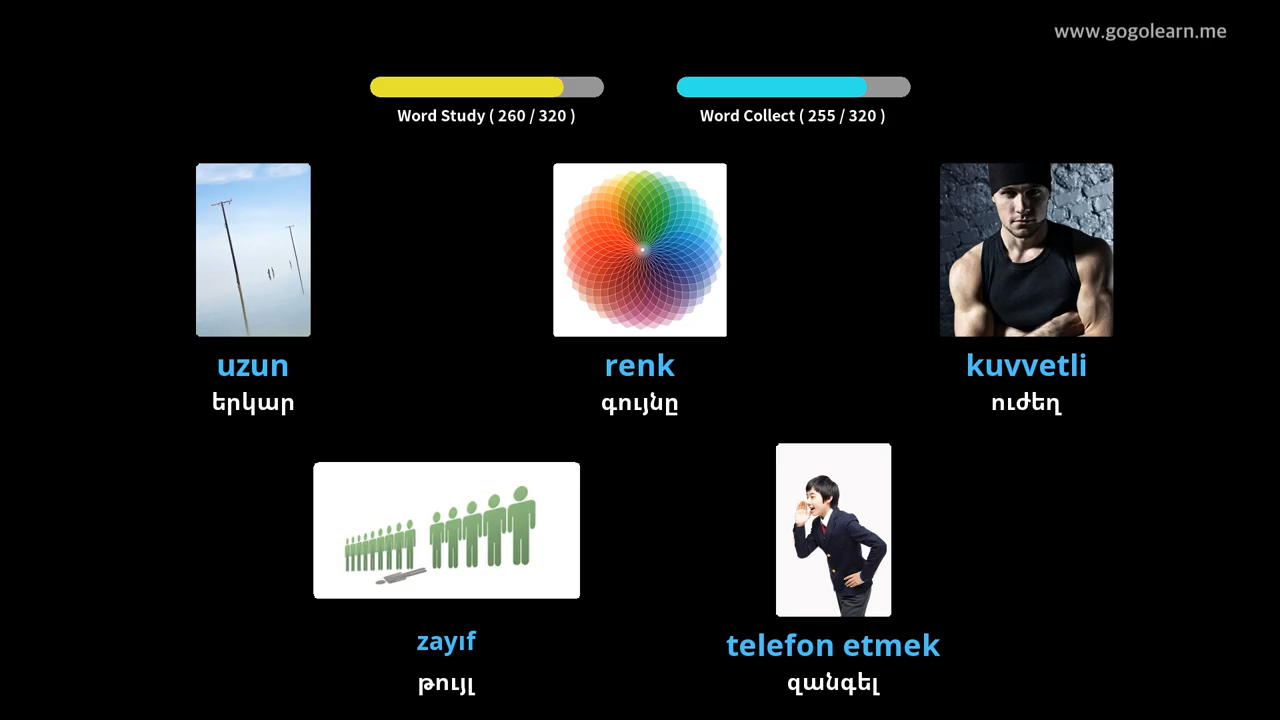 www.gogolearn.me
Word Study ( 260 / 320 )
Word Collect ( 255 / 320 )
uzun
երկար
renk
գույնը
kuvvetli
ուժեղ
zayıf
թույլ
telefon etmek
զանգել